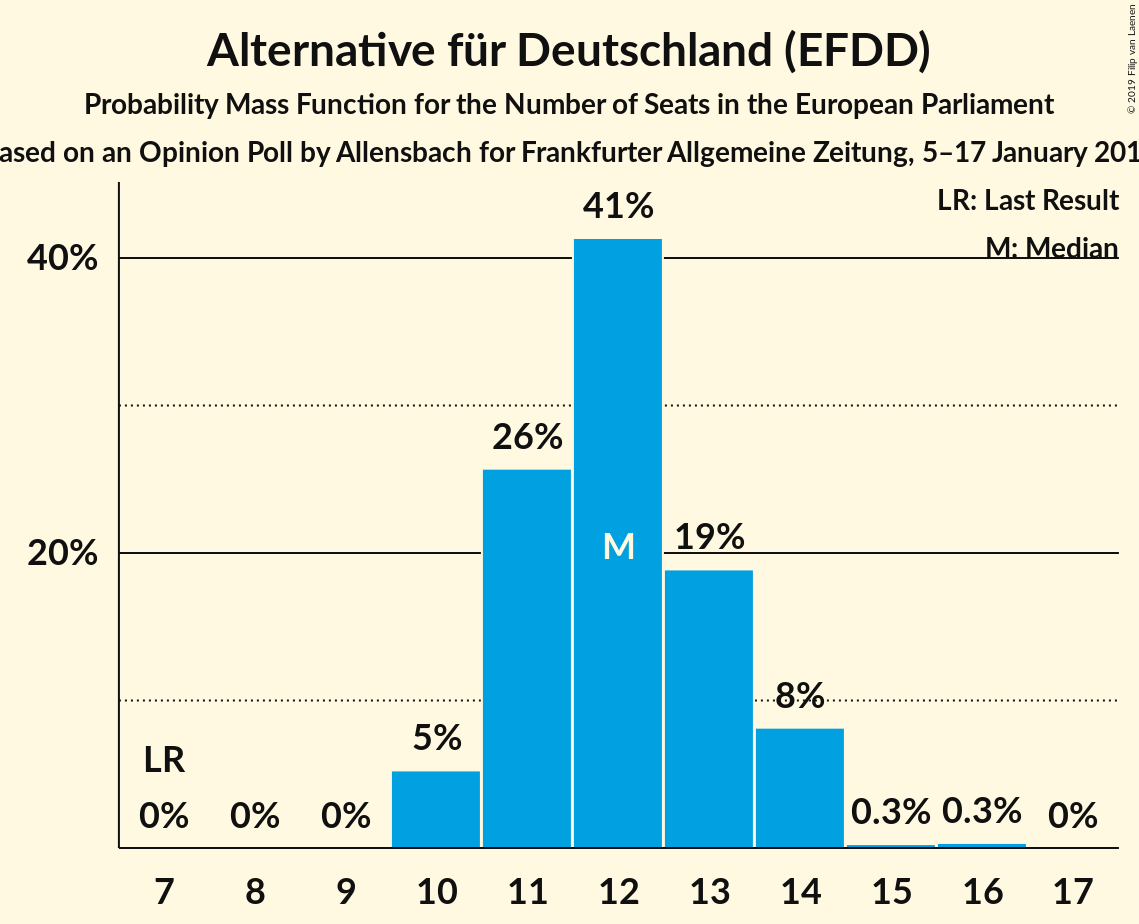 Alternative für Deutschland (EFDD)
Probability Mass Function for the Number of Seats in the European Parliament
ased on an Opinion Poll by Allensbach for Frankfurter Allgemeine Zeitung, 5–17 January 201
© 2019 Filip van Laenen
LR: Last Result
M: Median
41%
40%
26%
M
19%
20%
8%
5%
LR
0% 0% 0% 0.3% 0.3% 0%
7 8 9 10 11 12 13 14 15 16 17